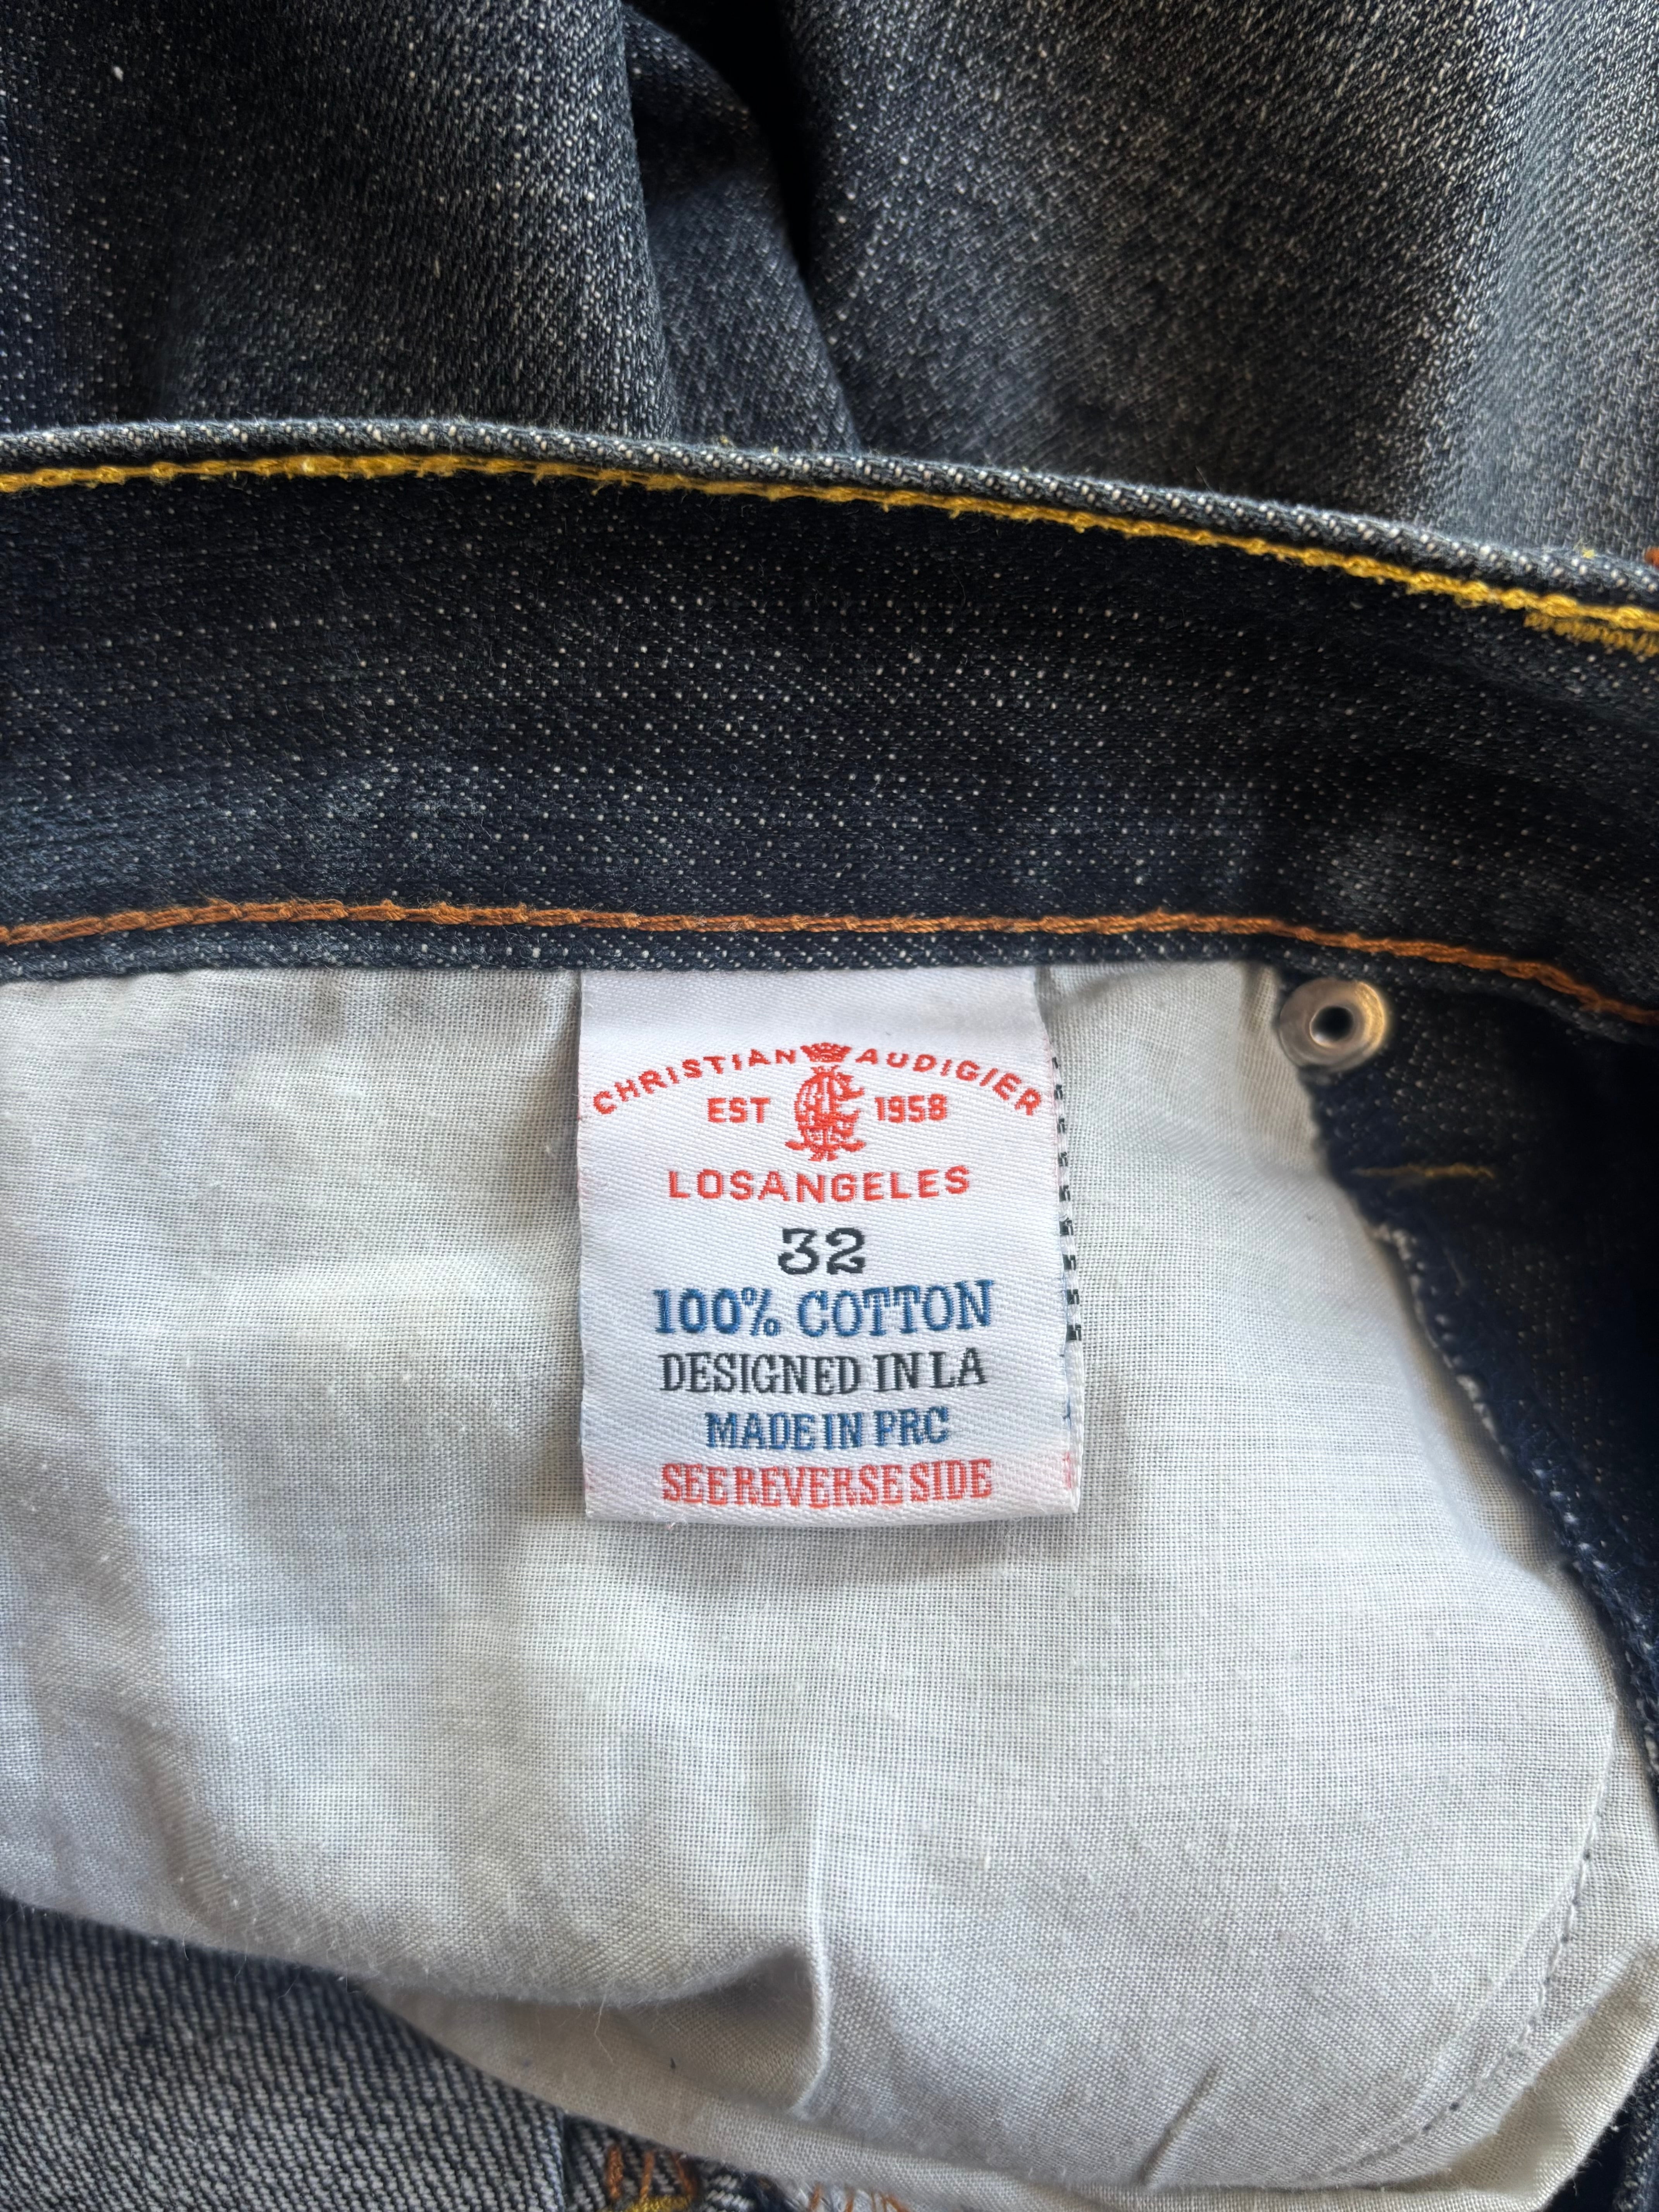 CHRISTIAN AUDIGIER
EST 1958
LOSANGELES
32
100% COTTON
DESIGNED IN LA
MADE IN PRC
SEE REVERSE SIDE